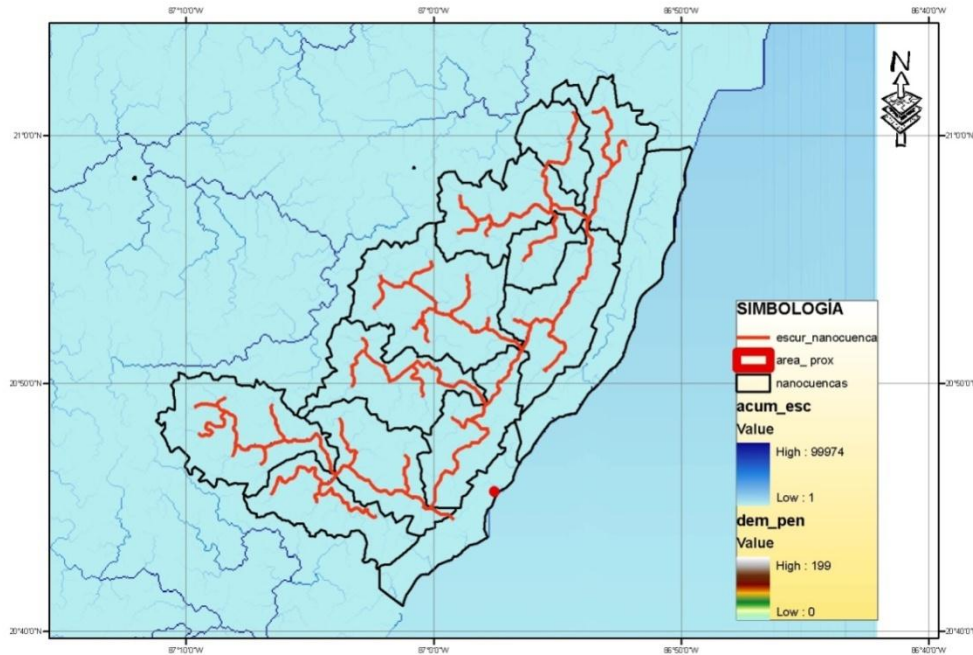 87°10'0"W 87°0'0"W 86°50'0"W 86°40'0"W
N
21°0'0"N 21°0'0"N
SIMBOLOGÍA
escur_nanocuenca
area_ prox
20°50'0"N 20°50'0"N
nanocuencas
acum_esc
Value
High : 99974
Low : 1
dem_pen
Value
High : 199
Low : 0
20°40'0"N 20°40'0"N
87°10'0"W 87°0'0"W 86°50'0"W 86°40'0"W